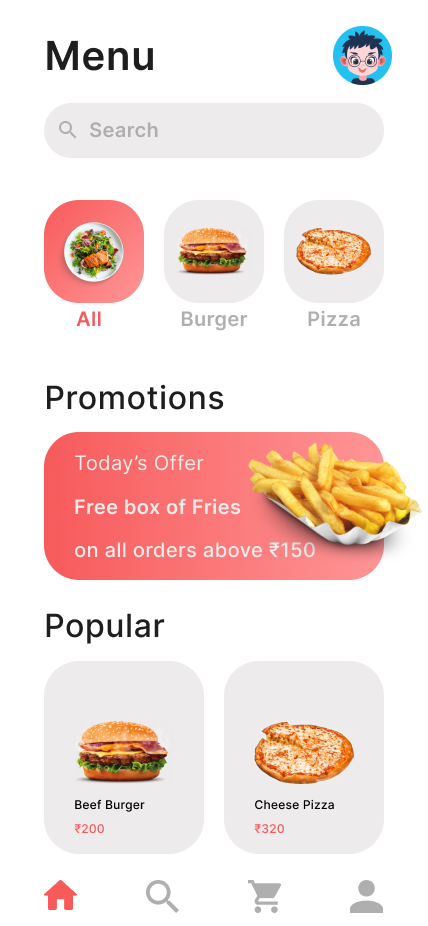 Menu
Search
All
Burger
Pizza
Promotions
Today’s Offer
Free box of Fries
on all orders above ₹150
Popular
Beef Burger
₹200
Cheese Pizza
₹320